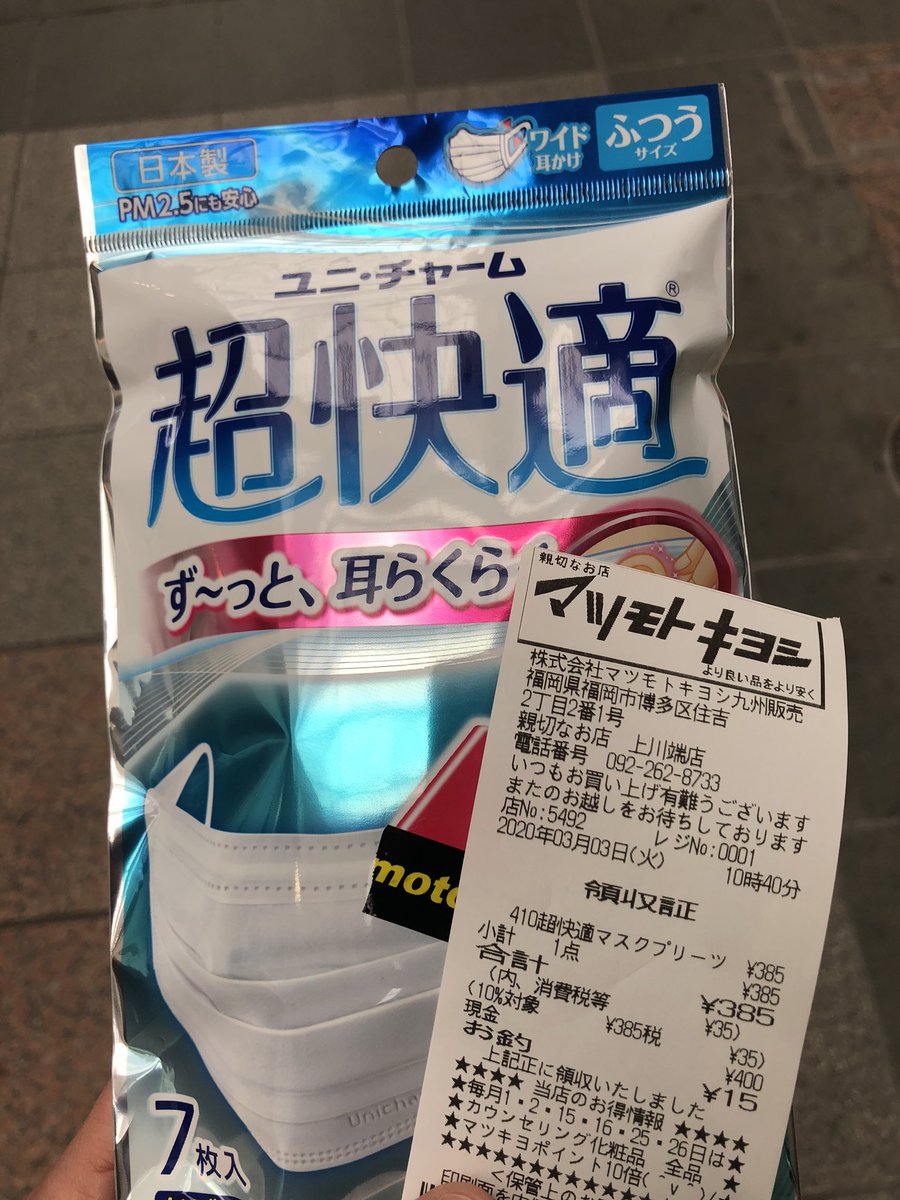 日本製
PM2.5にも安心
ワイド
耳かけ
ふつう
サイズ
ユニ・チャーム
超快適®
ず〜っと、耳らくらく
7枚入
Unicha
moto
親切なお店
マツモトキヨシ
より良い品をより安く
株式会社マツモトキヨシ九州販売
福岡県福岡市博多区住吉
2丁目2番1号
親切なお店 上川端店
電話番号 092-262-8733
いつもお買い上げ有難うございます
またのお越しをお待ちしております
店No:5492 レジNo:0001
2020年03月03日(火) 10時40分
領収証
410超快適マスクプリーツ ¥385
小計 1点 ¥385
合計 ¥385
(内、消費税等 ¥35)
(10%対象 ¥385税 ¥35)
現金 ¥400
お釣 ¥15
上記正に領収いたしました
★★★★ 当店のお得情報 ★★★★
★毎月1・2・15・16・25・26日は★
★カウンセリング化粧品 全品 ★
★マツキヨポイント10倍(
★★★★★★★★★★
<保管上のお